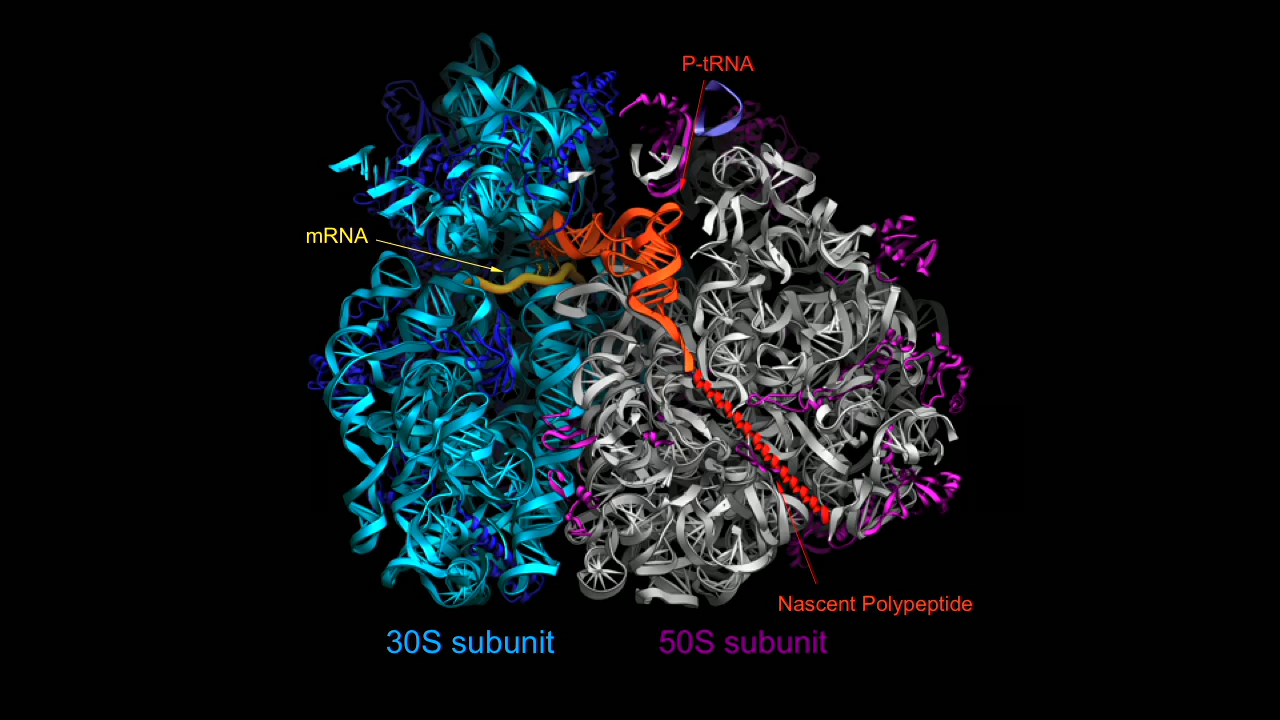 P-tRNA
mRNA
Nascent Polypeptide
30S subunit
50S subunit